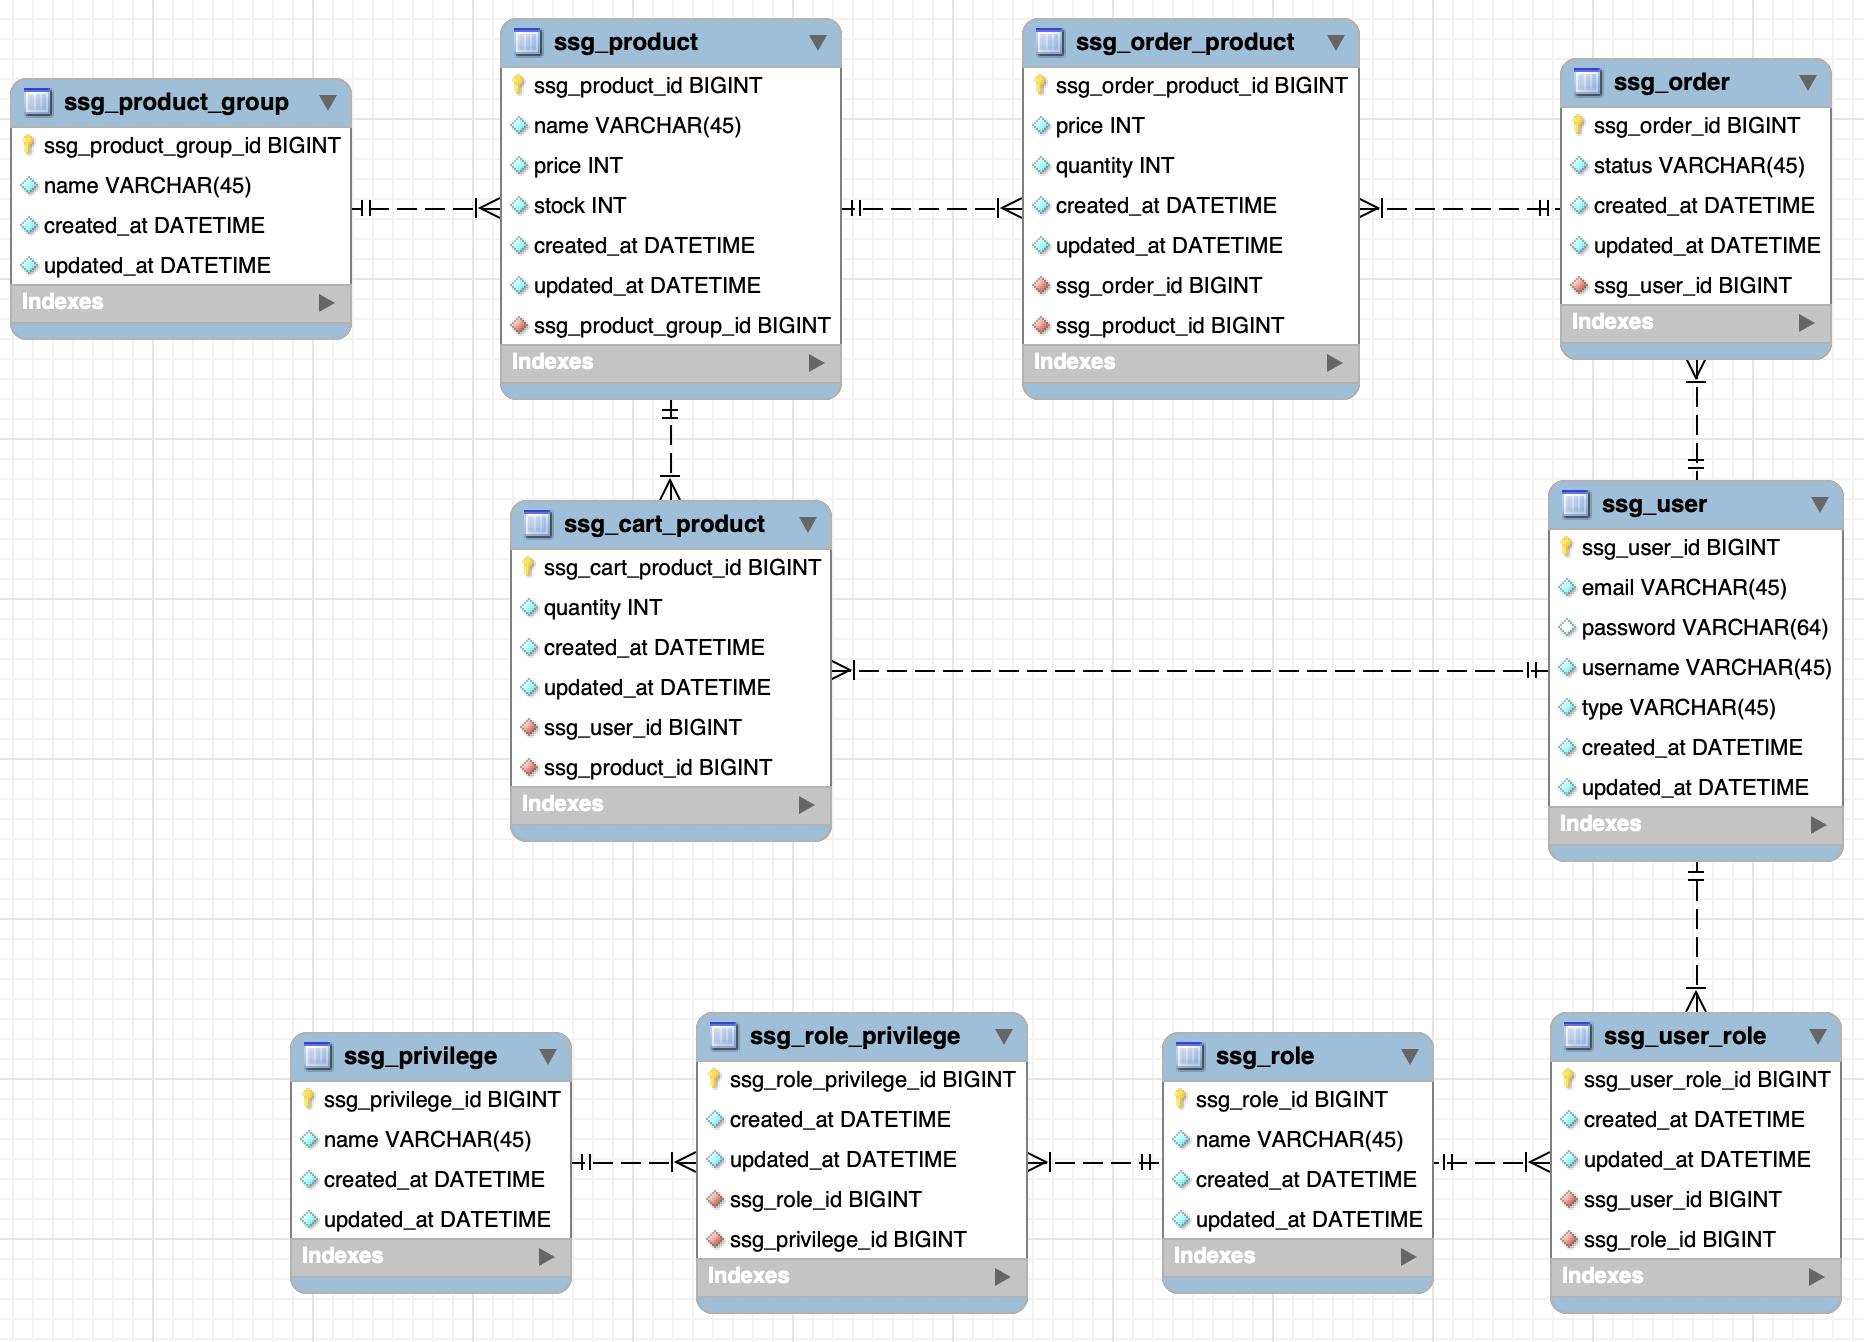 ssg_product_group
ssg_product_group_id BIGINT
name VARCHAR(45)
created_at DATETIME
updated_at DATETIME
Indexes
ssg_product
ssg_product_id BIGINT
name VARCHAR(45)
price INT
stock INT
created_at DATETIME
updated_at DATETIME
ssg_product_group_id BIGINT
Indexes
ssg_order_product
ssg_order_product_id BIGINT
price INT
quantity INT
created_at DATETIME
updated_at DATETIME
ssg_order_id BIGINT
ssg_product_id BIGINT
Indexes
ssg_order
ssg_order_id BIGINT
status VARCHAR(45)
created_at DATETIME
updated_at DATETIME
ssg_user_id BIGINT
Indexes
ssg_cart_product
ssg_cart_product_id BIGINT
quantity INT
created_at DATETIME
updated_at DATETIME
ssg_user_id BIGINT
ssg_product_id BIGINT
Indexes
ssg_user
ssg_user_id BIGINT
email VARCHAR(45)
password VARCHAR(64)
username VARCHAR(45)
type VARCHAR(45)
created_at DATETIME
updated_at DATETIME
Indexes
ssg_privilege
ssg_privilege_id BIGINT
name VARCHAR(45)
created_at DATETIME
updated_at DATETIME
Indexes
ssg_role_privilege
ssg_role_privilege_id BIGINT
created_at DATETIME
updated_at DATETIME
ssg_role_id BIGINT
ssg_privilege_id BIGINT
Indexes
ssg_role
ssg_role_id BIGINT
name VARCHAR(45)
created_at DATETIME
updated_at DATETIME
Indexes
ssg_user_role
ssg_user_role_id BIGINT
created_at DATETIME
updated_at DATETIME
ssg_user_id BIGINT
ssg_role_id BIGINT
Indexes